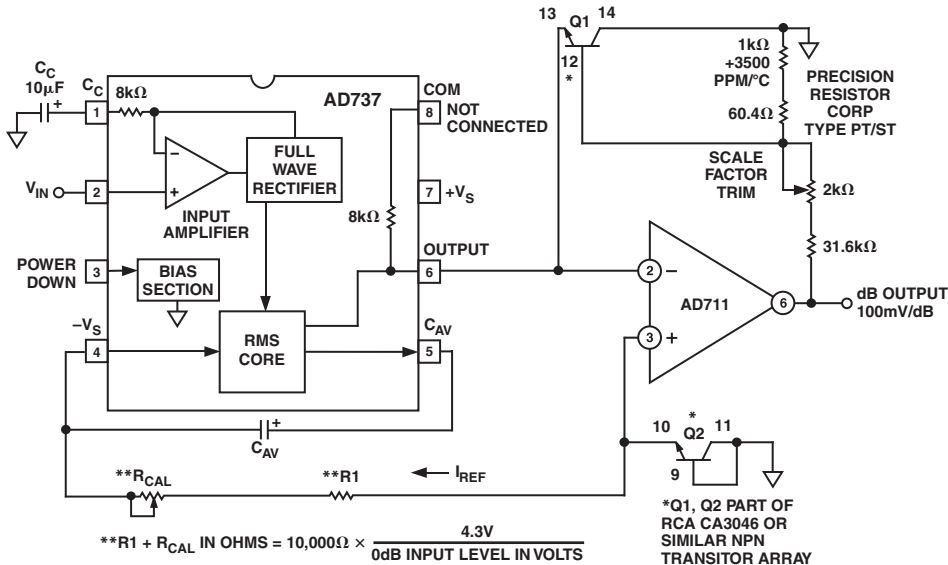 13
Q1
14
12
*
1kΩ
+3500
PPM/°C
60.4Ω
PRECISION
RESISTOR
CORP
TYPE PT/ST
SCALE
FACTOR
TRIM
2kΩ
31.6kΩ
CC
10µF
+
CC
1
8kΩ
AD737
COM
8
NOT
CONNECTED
FULL
WAVE
RECTIFIER
−
+
VIN
2
INPUT
AMPLIFIER
8kΩ
7
+VS
OUTPUT
6
POWER
DOWN
3
BIAS
SECTION
−VS
4
RMS
CORE
CAV
5
2
−
AD711
3
+
6
dB OUTPUT
100mV/dB
+
CAV
**RCAL
**R1
IREF
10
*
Q2
11
9
*Q1, Q2 PART OF
RCA CA3046 OR
SIMILAR NPN
TRANSITOR ARRAY
**R1 + RCAL IN OHMS = 10,000Ω × 4.3V
0dB INPUT LEVEL IN VOLTS